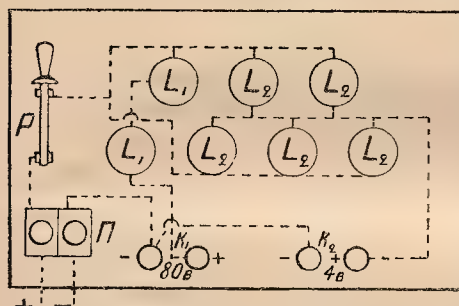 L₁ L₂ L₂
P
L₁ L₂ L₂ L₂
П
- K₁ + - K₂ +
80в 4в
+ -